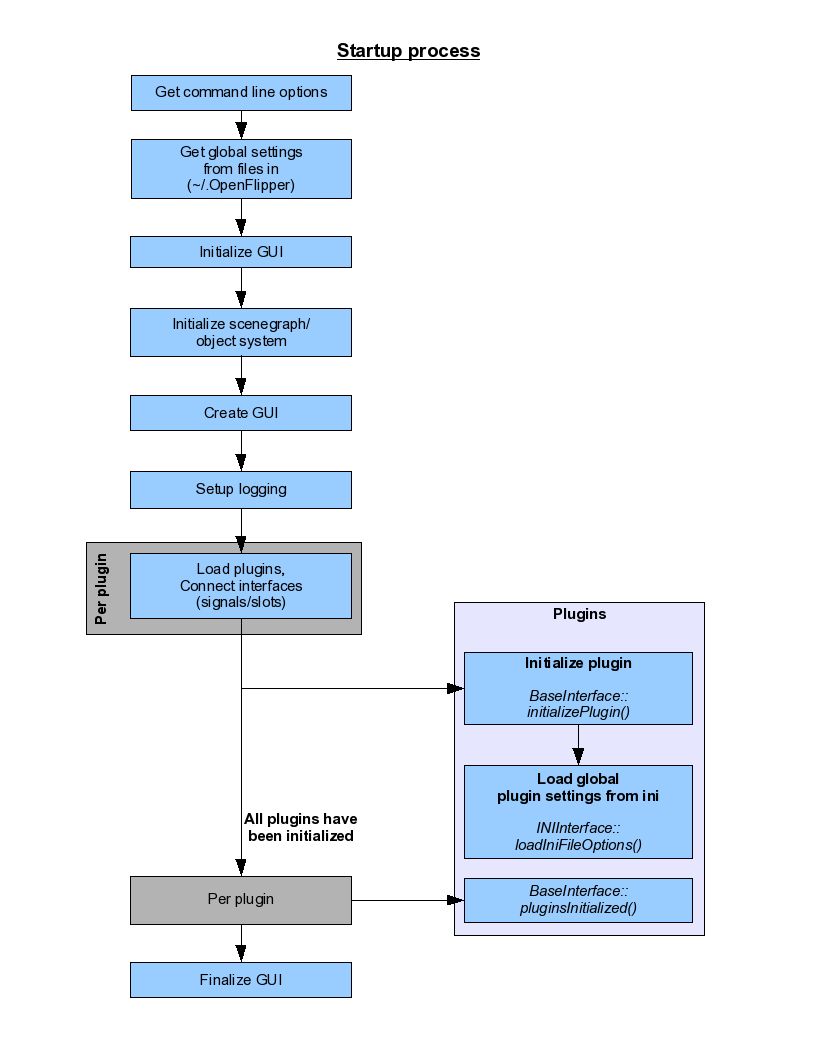 Startup process
Get command line options
Get global settings
from files in
(~/.OpenFlipper)
Initialize GUI
Initialize scenegraph/
object system
Create GUI
Setup logging
Per plugin
Load plugins,
Connect interfaces
(signals/slots)
Plugins
Initialize plugin
BaseInterface::
initializePlugin()
Load global
plugin settings from ini
INIInterface::
loadIniFileOptions()
All plugins have
been initialized
Per plugin
BaseInterface::
pluginsInitialized()
Finalize GUI